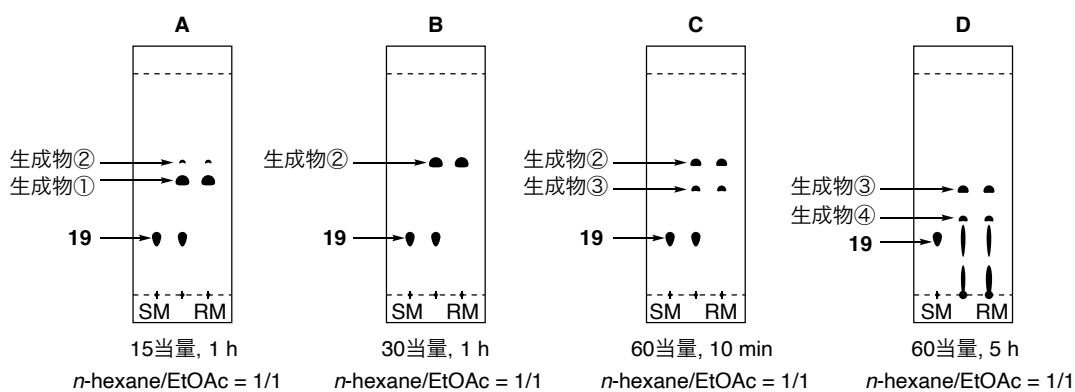 A
B
C
D
生成物②
生成物①
19
SM
RM
15当量, 1 h
n-hexane/EtOAc = 1/1
生成物②
19
SM
RM
30当量, 1 h
n-hexane/EtOAc = 1/1
生成物②
生成物③
19
SM
RM
60当量, 10 min
n-hexane/EtOAc = 1/1
生成物③
生成物④
19
SM
RM
60当量, 5 h
n-hexane/EtOAc = 1/1